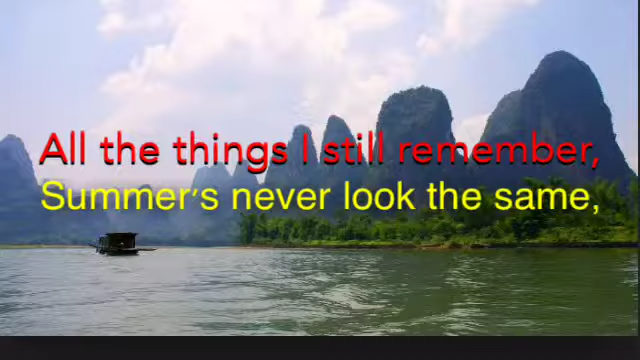 All the things I still remember,
Summer's never look the same,